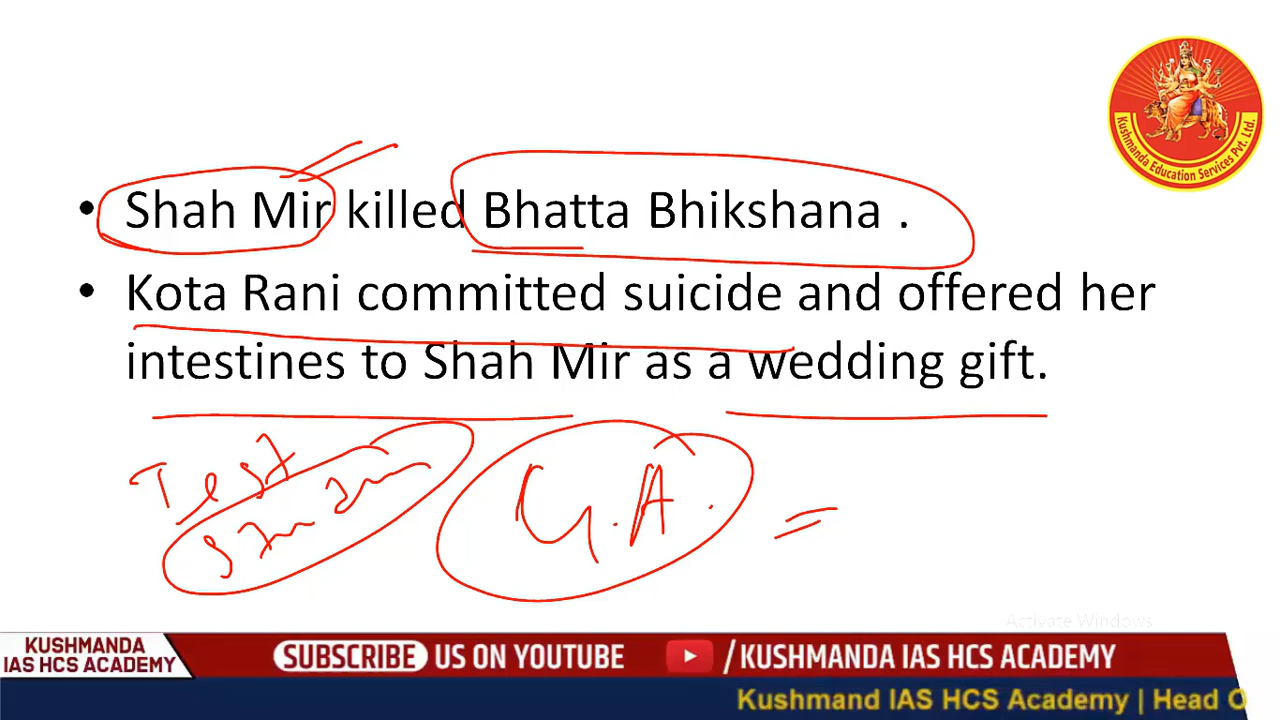 Kushmanda Education Services Pvt. Ltd.
• Shah Mir killed Bhatta Bhikshana .
• Kota Rani committed suicide and offered her
intestines to Shah Mir as a wedding gift.
Test
G.A. =
Activate Windows
KUSHMANDA
IAS HCS ACADEMY
SUBSCRIBE US ON YOUTUBE
/KUSHMANDA IAS HCS ACADEMY
Kushmand IAS HCS Academy | Head O